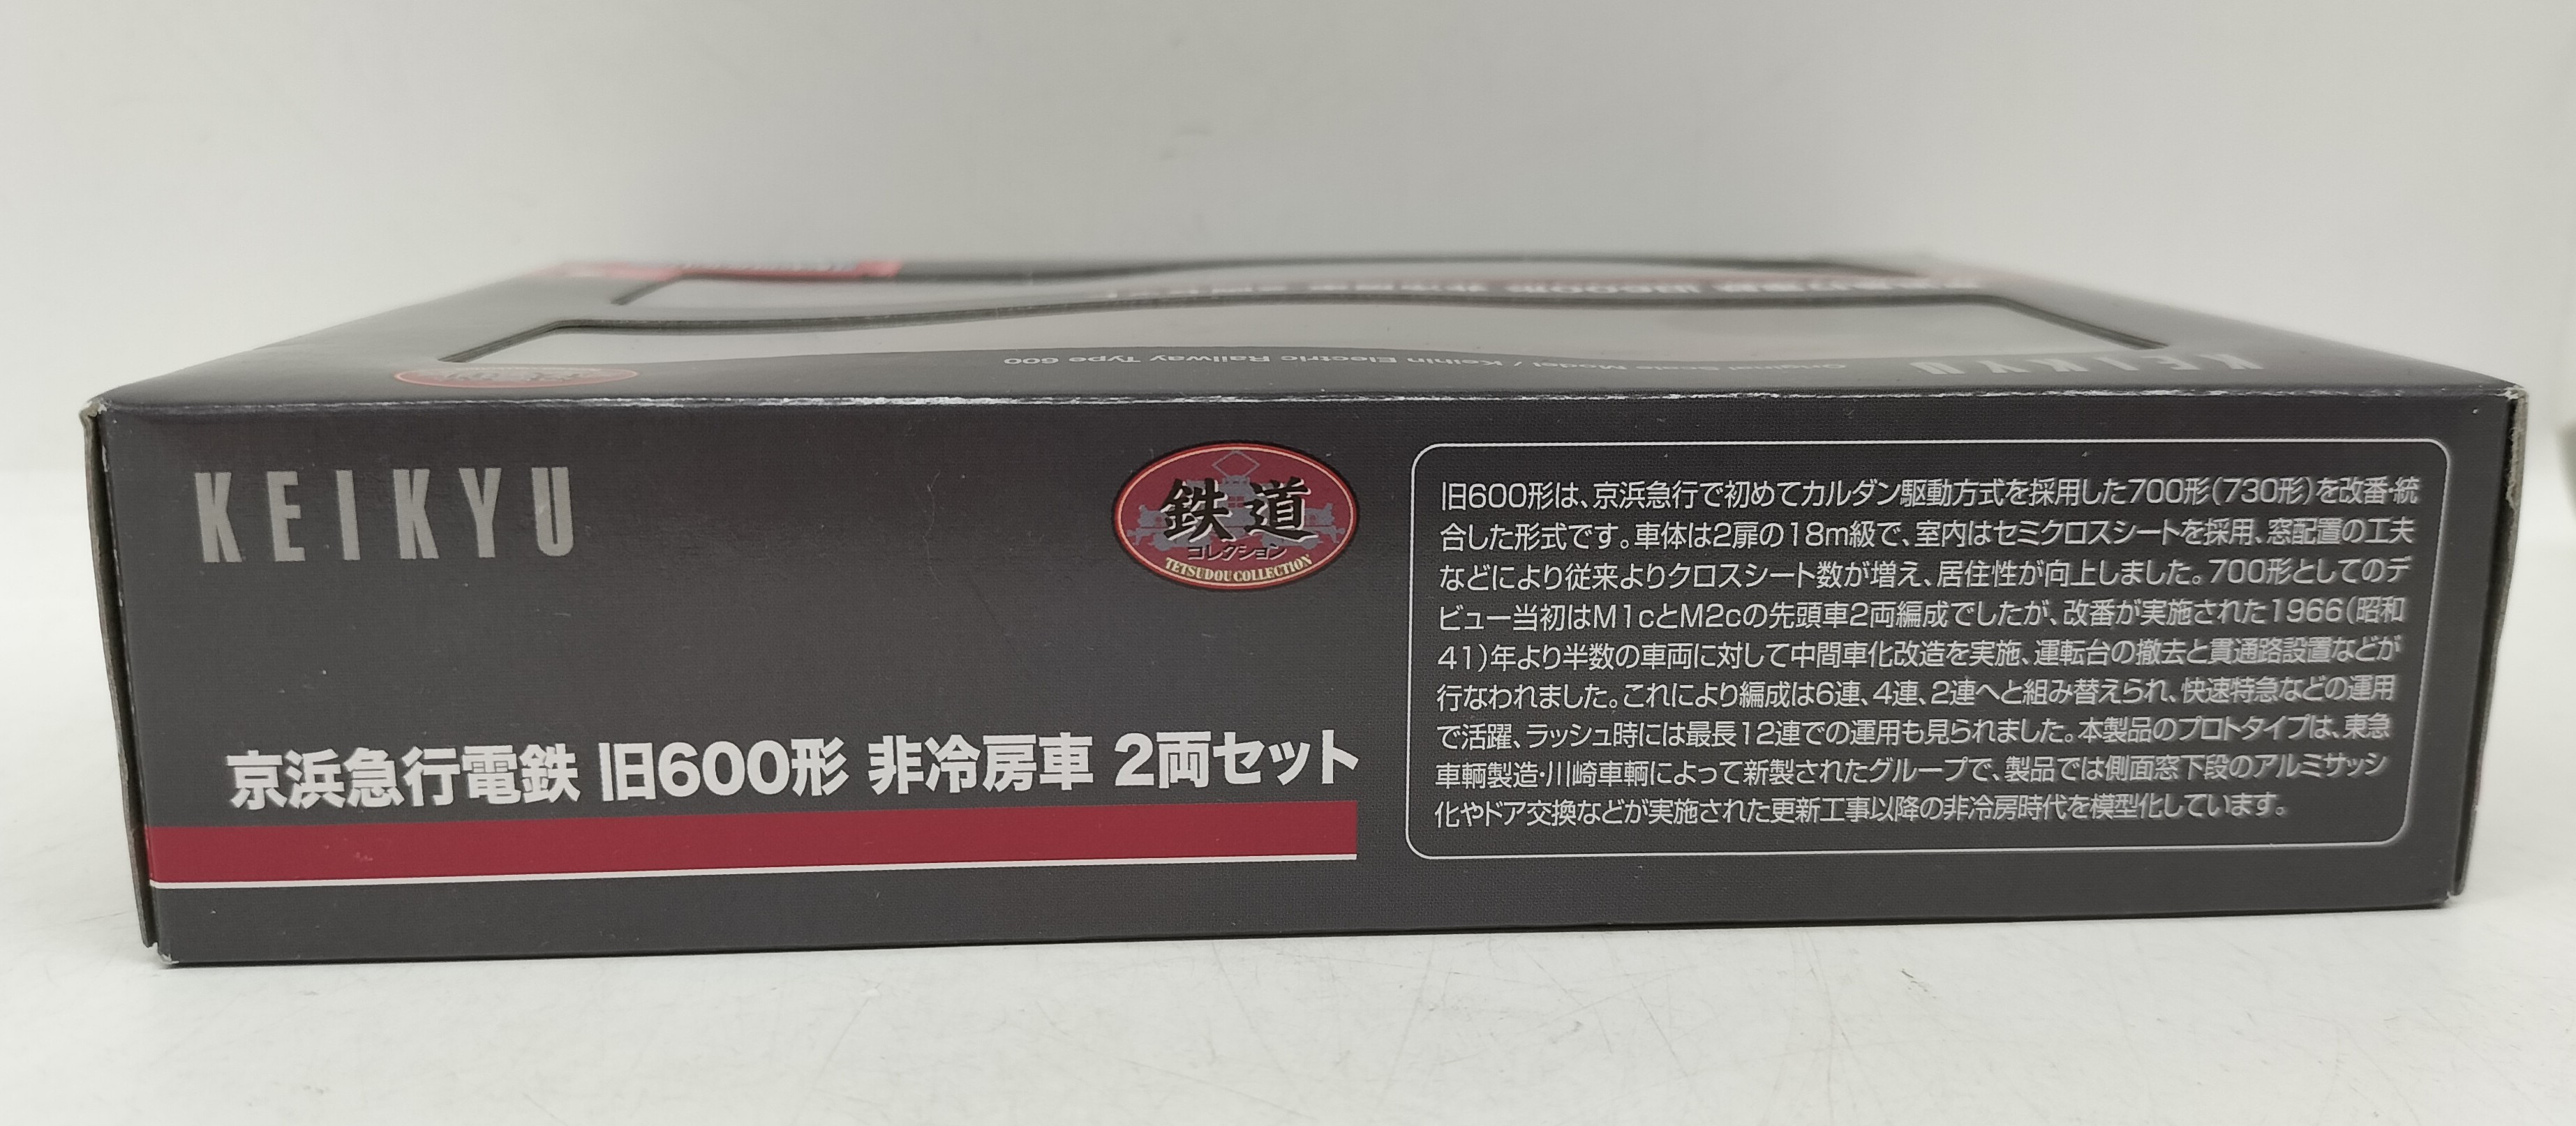 Original Scale Model / Keihin Electric Railway Type 600
KEIKYU
KEIKYU
鉄道
コレクション
TETSUDOU COLLECTION
京浜急行電鉄 旧600形 非冷房車 2両セット
旧600形は、京浜急行で初めてカルダン駆動方式を採用した700形(730形)を改番・統
合した形式です。車体は2扉の18m級で、室内はセミクロスシートを採用、窓配置の工夫
などにより従来よりクロスシート数が増え、居住性が向上しました。700形としてのデ
ビュー当初はM1cとM2cの先頭車2両編成でしたが、改番が実施された1966(昭和
41)年より半数の車両に対して中間車化改造を実施、運転台の撤去と貫通路設置などが
行なわれました。これにより編成は6連、4連、2連へと組み替えられ、快速特急などの運用
で活躍、ラッシュ時には最長12連での運用も見られました。本製品のプロトタイプは、東急
車輌製造・川崎車輌によって新製されたグループで、製品では側面窓下段のアルミサッシ
化やドア交換などが実施された更新工事以降の非冷房時代を模型化しています。